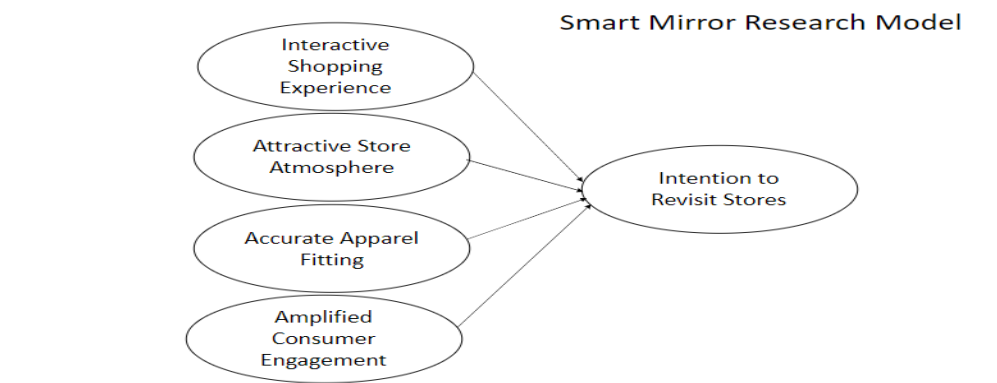 Smart Mirror Research Model
Interactive
Shopping
Experience
Attractive Store
Atmosphere
Accurate Apparel
Fitting
Amplified
Consumer
Engagement
Intention to
Revisit Stores